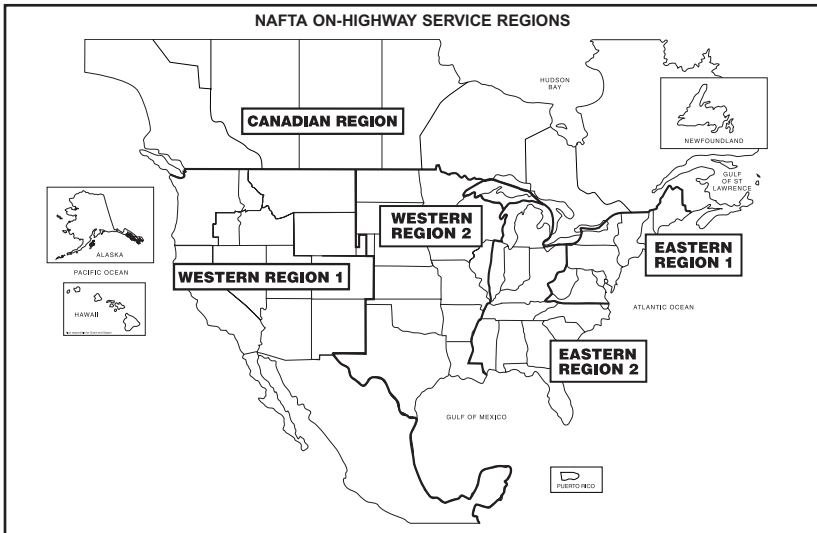 NAFTA ON-HIGHWAY SERVICE REGIONS
HUDSON
BAY
NEWFOUNDLAND
CANADIAN REGION
GULF
OF ST
LAWRENCE
WESTERN
REGION 2
EASTERN
REGION 1
ALASKA
PACIFIC OCEAN
WESTERN REGION 1
HAWAII
ATLANTIC OCEAN
EASTERN
REGION 2
GULF OF MEXICO
PUERTO RICO